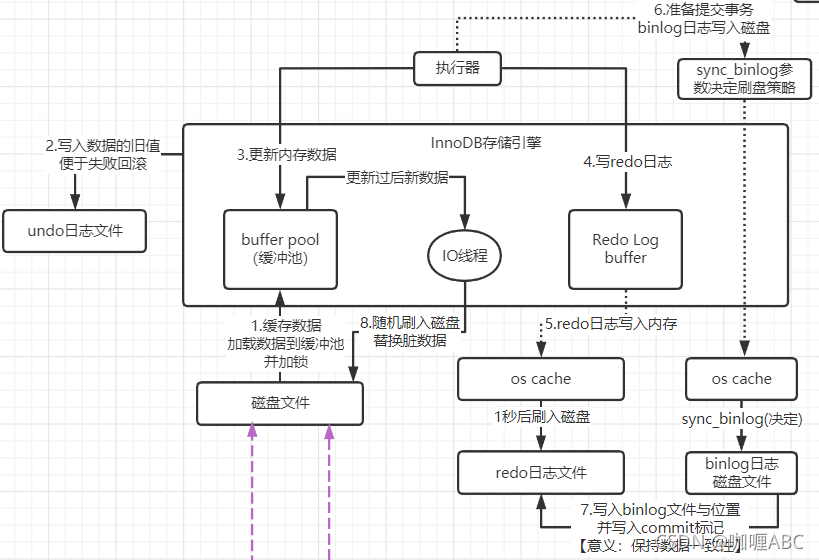 6.准备提交事务
binlog日志写入磁盘
执行器
sync_binlog参
数决定刷盘策略
2.写入数据的旧值
便于失败回滚
InnoDB存储引擎
3.更新内存数据
4.写redo日志
更新过后新数据
undo日志文件
buffer pool
(缓冲池)
IO线程
Redo Log
buffer
1.缓存数据
加载数据到缓冲池
并加锁
8.随机刷入磁盘
替换脏数据
5.redo日志写入内存
os cache
os cache
磁盘文件
1秒后刷入磁盘
sync_binlog(决定)
redo日志文件
binlog日志
磁盘文件
7.写入binlog文件与位置
并写入commit标记
【意义：保持数据一致性】
CSDN @咖喱ABC